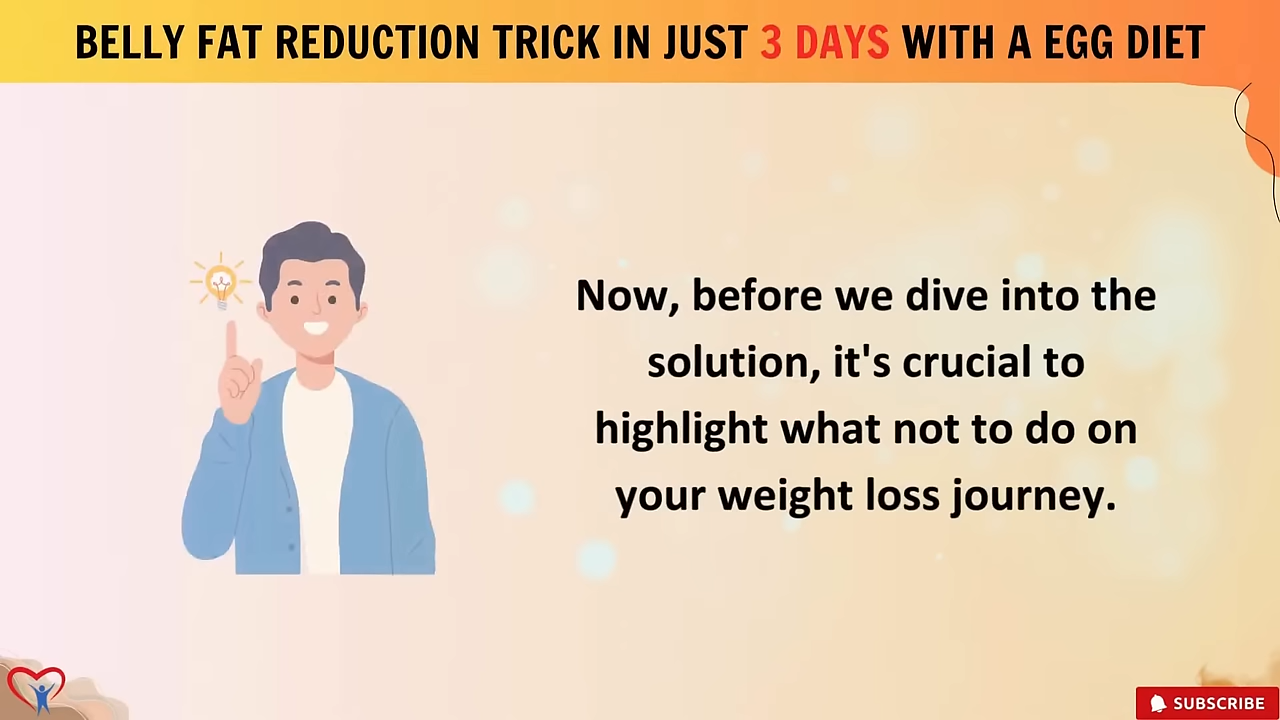 BELLY FAT REDUCTION TRICK IN JUST 3 DAYS WITH A EGG DIET
Now, before we dive into the
solution, it's crucial to
highlight what not to do on
your weight loss journey.
SUBSCRIBE